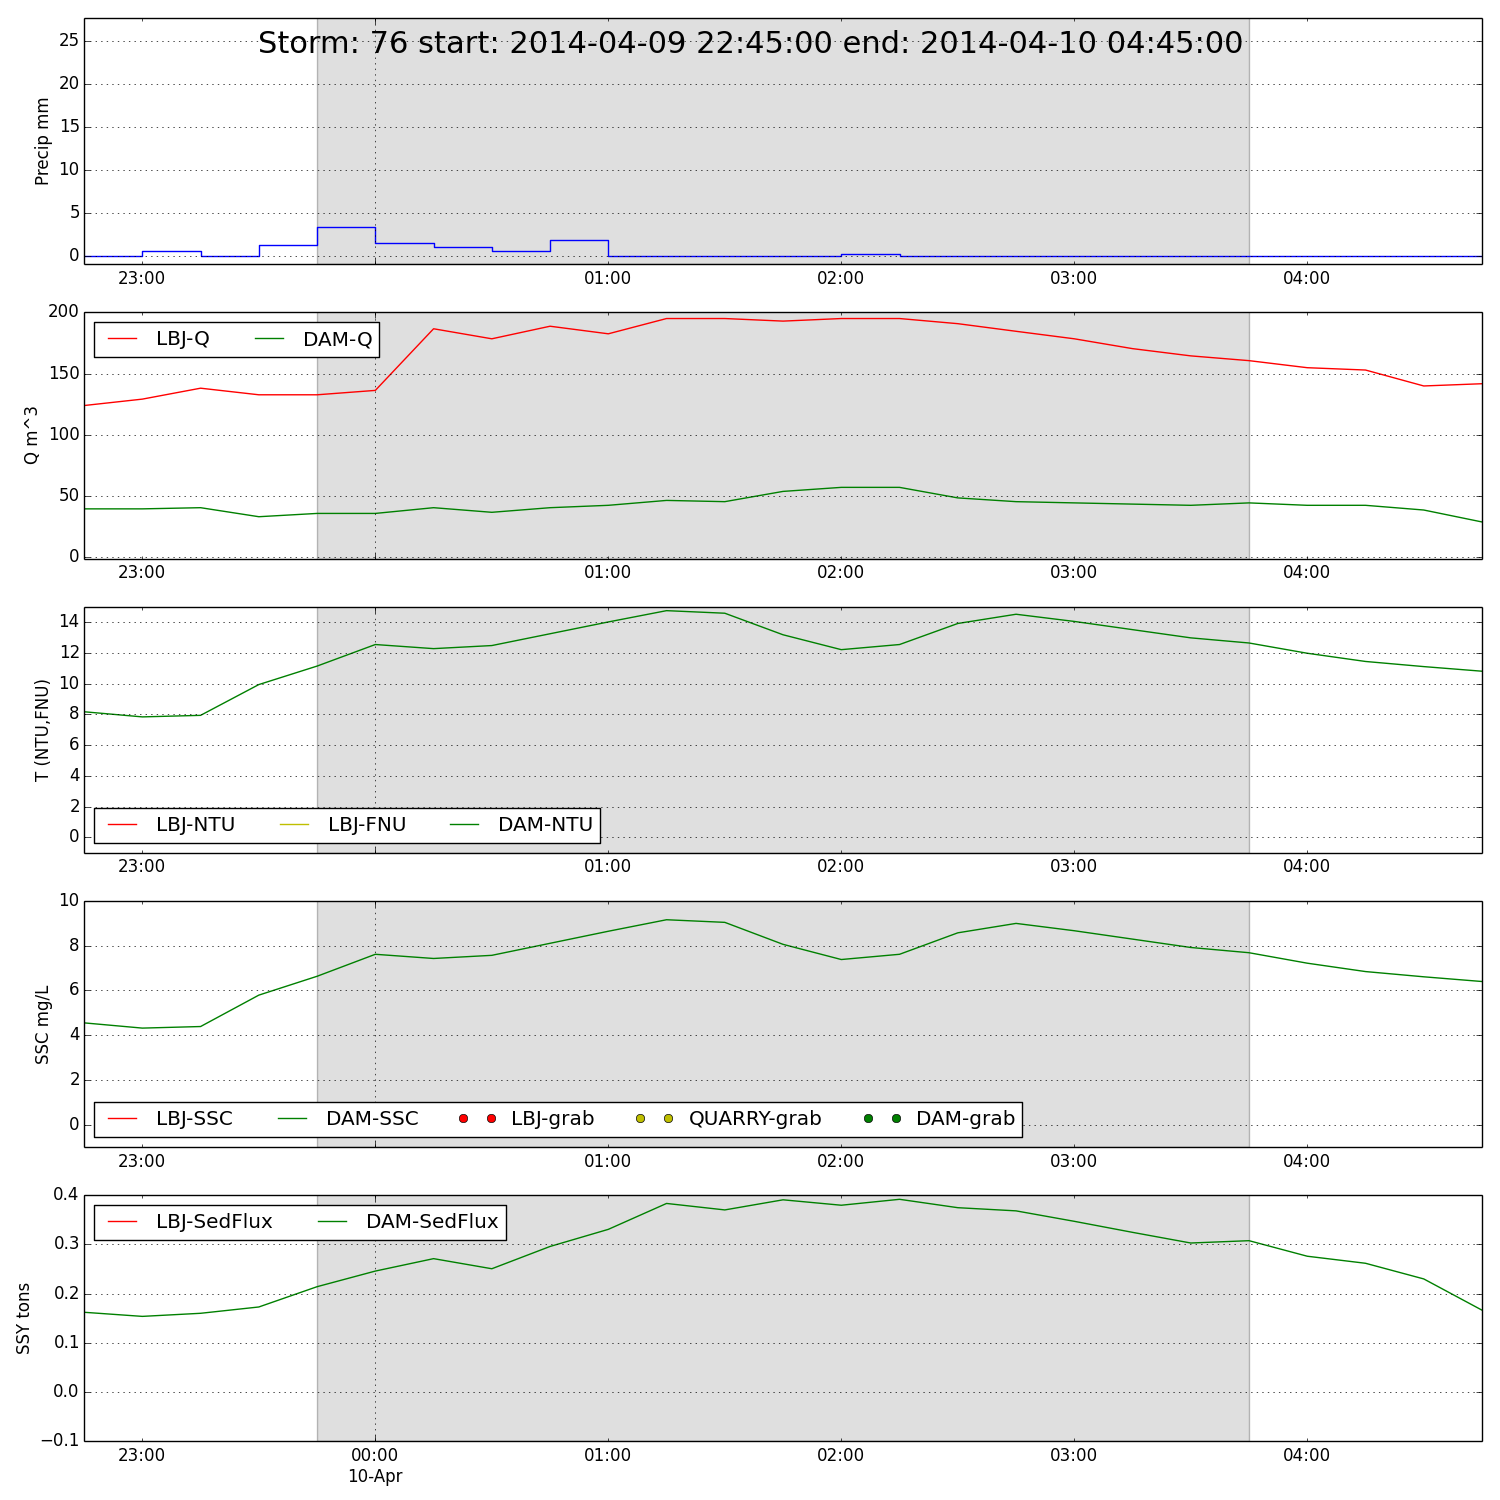 Storm: 76 start: 2014-04-09 22:45:00 end: 2014-04-10 04:45:00
Precip mm
25
20
15
10
5
0
23:00 01:00 02:00 03:00 04:00
Q m^3
200
150
100
50
0
LBJ-Q DAM-Q
23:00 01:00 02:00 03:00 04:00
T (NTU,FNU)
14
12
10
8
6
4
2
0
LBJ-NTU LBJ-FNU DAM-NTU
23:00 01:00 02:00 03:00 04:00
SSC mg/L
10
8
6
4
2
0
LBJ-SSC DAM-SSC LBJ-grab QUARRY-grab DAM-grab
23:00 01:00 02:00 03:00 04:00
SSY tons
0.4
0.3
0.2
0.1
0.0
−0.1
LBJ-SedFlux DAM-SedFlux
23:00 00:00 01:00 02:00 03:00 04:00
10-Apr